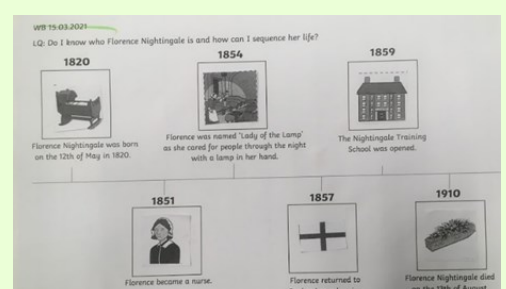 WB 15.03.2021
LQ: Do I know who Florence Nightingale is and how can I sequence her life?
1820
Florence Nightingale was born
on the 12th of May in 1820.
1854
Florence was named 'Lady of the Lamp'
as she cared for people through the night
with a lamp in her hand.
1859
The Nightingale Training
School was opened.
1851
Florence became a nurse.
1857
Florence returned to
1910
Florence Nightingale died
August